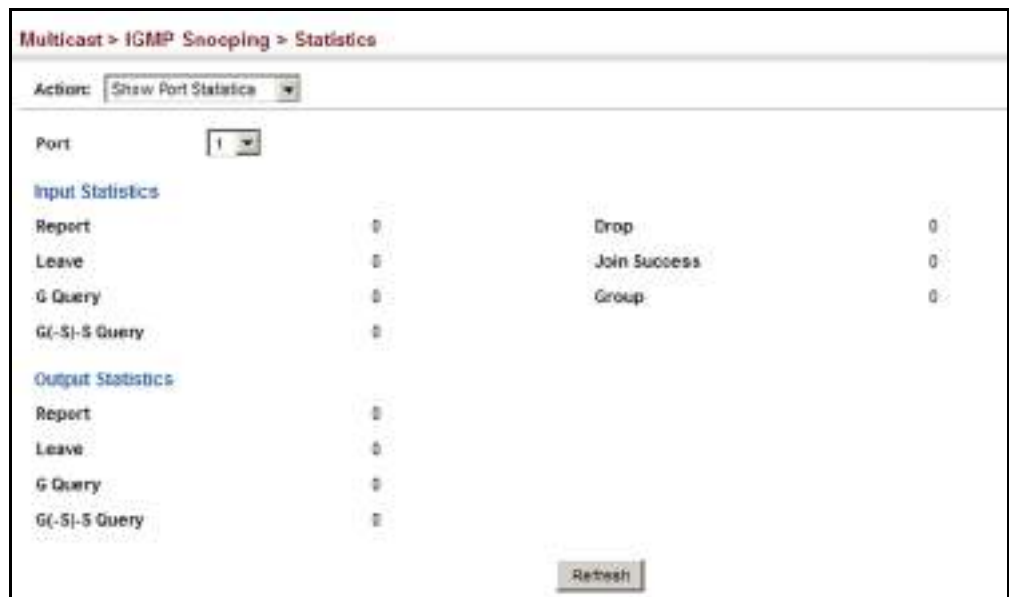 Multicast > IGMP Snooping > Statistics
Action: Show Port Statistics
Port 1
Input Statistics
Report 0 Drop 0
Leave 0 Join Success 0
G Query 0 Group 0
G(-S)-S Query 0
Output Statistics
Report 0
Leave 0
G Query 0
G(-S)-S Query 0
Refresh